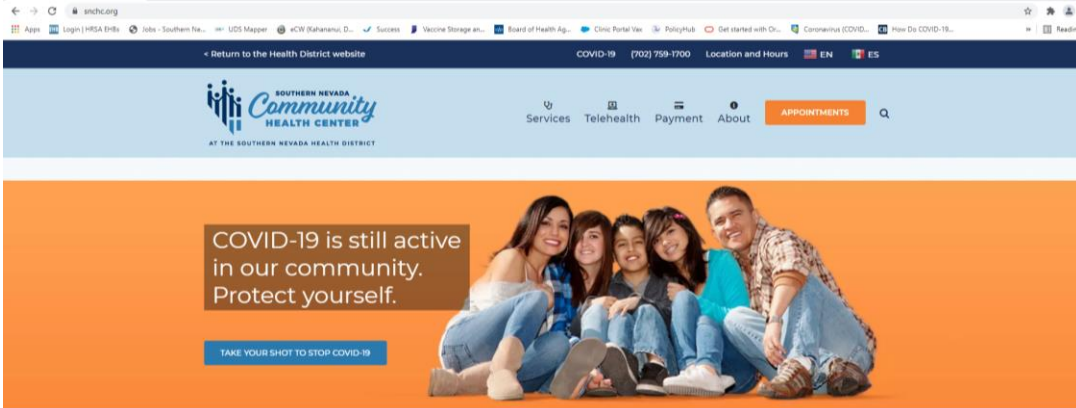 snchc.org
Apps Login | HRSA EHBs Jobs - Southern Ne... UDS Mapper eCW (Kahananui, D... Success Vaccine Storage an... Board of Health Ag... Clinic Portal Vax PolicyHub Get started with Or... Coronavirus (COVID... How Do COVID-19... » Readin
< Return to the Health District website COVID-19 (702) 759-1700 Location and Hours EN ES
SOUTHERN NEVADA
Community
HEALTH CENTER
AT THE SOUTHERN NEVADA HEALTH DISTRICT
Services Telehealth Payment About APPOINTMENTS
COVID-19 is still active
in our community.
Protect yourself.
TAKE YOUR SHOT TO STOP COVID-19